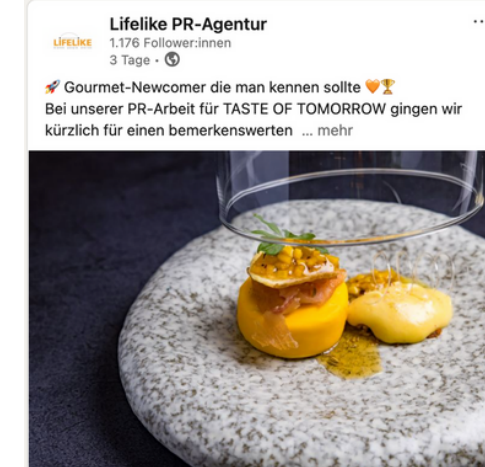 LIFELIKE
Lifelike PR-Agentur
1.176 Follower:innen
3 Tage •
🚀 Gourmet-Newcomer die man kennen sollte 🧡🏆
Bei unserer PR-Arbeit für TASTE OF TOMORROW gingen wir
kürzlich für einen bemerkenswerten ... mehr